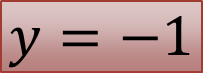 y = −1